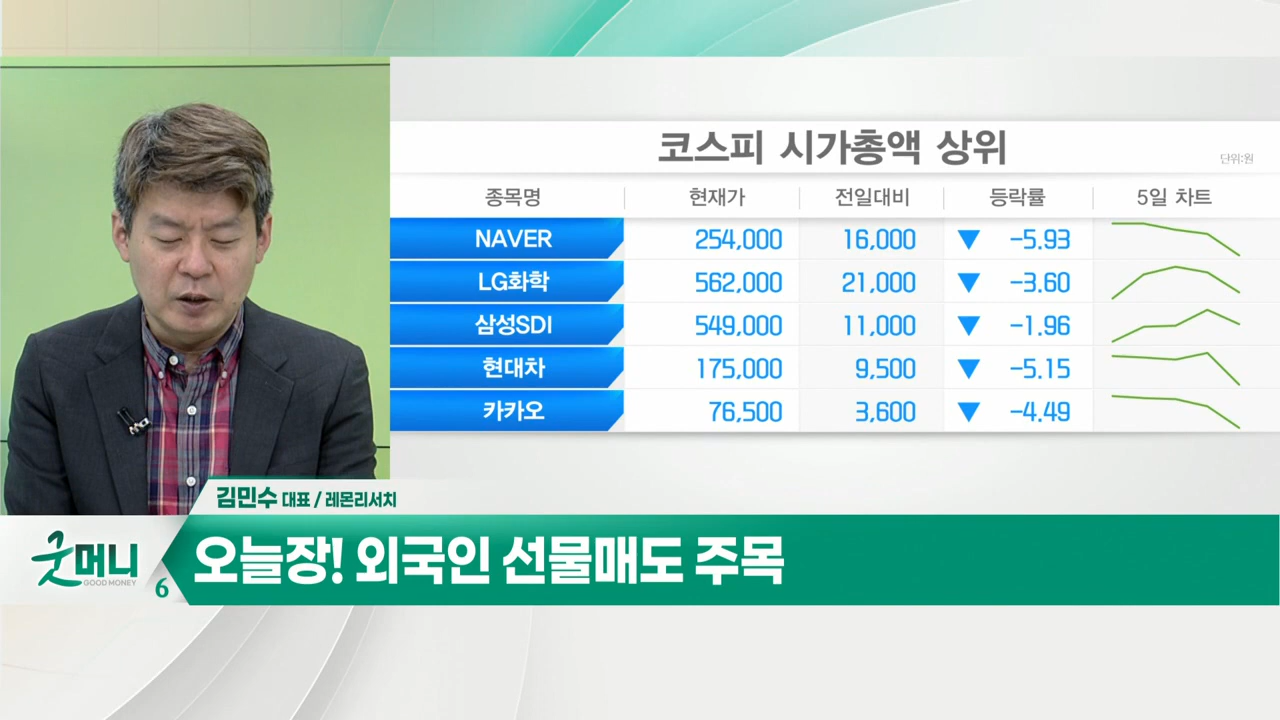 코스피 시가총액 상위
단위:원
종목명 현재가 전일대비 등락률 5일 차트
NAVER 254,000 16,000 ▼ -5.93
LG화학 562,000 21,000 ▼ -3.60
삼성SDI 549,000 11,000 ▼ -1.96
현대차 175,000 9,500 ▼ -5.15
카카오 76,500 3,600 ▼ -4.49
김민수 대표 / 레몬리서치
굿머니
GOOD MONEY
6
오늘장! 외국인 선물매도 주목